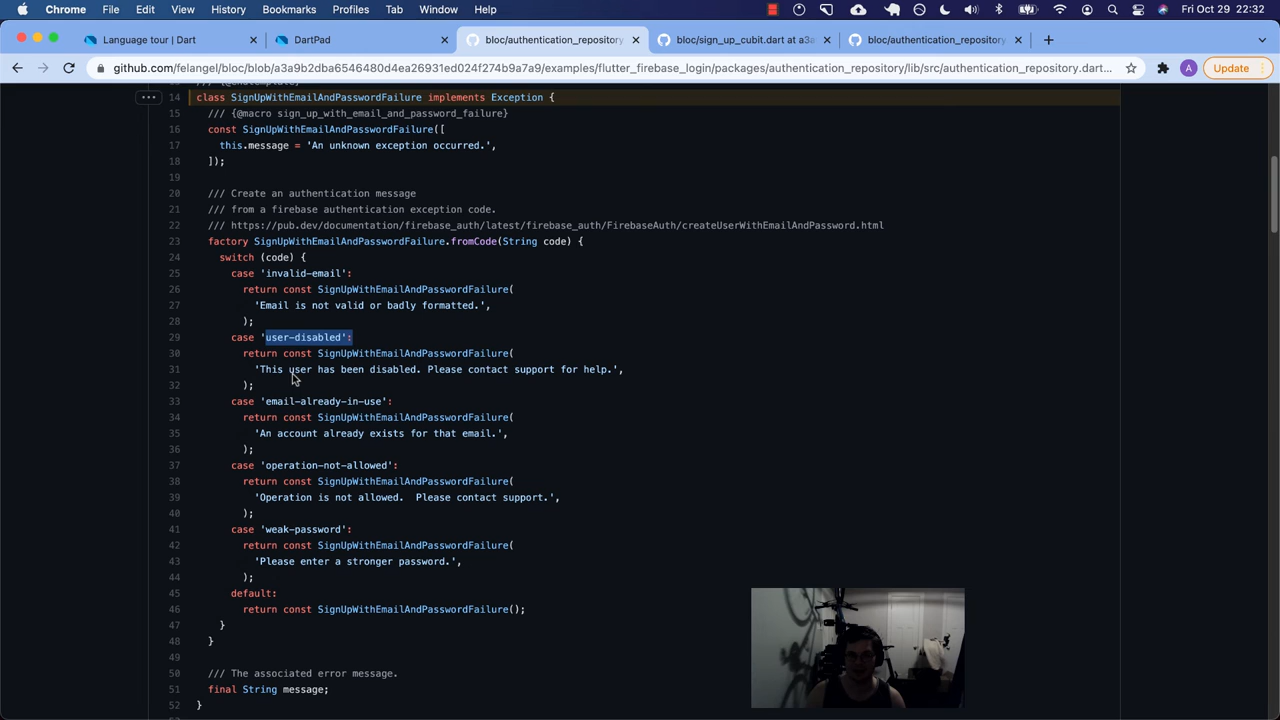 Chrome File Edit View History Bookmarks Profiles Tab Window Help Fri Oct 29 22:32
Language tour | Dart DartPad bloc/authentication_repository bloc/sign_up_cubit.dart at a3a bloc/authentication_repository
github.com/felangel/bloc/blob/a3a9b2dba6546480d4ea26931ed024f274b9a7a9/examples/flutter_firebase_login/packages/authentication_repository/lib/src/authentication_repository.dart... A Update
14 class SignUpWithEmailAndPasswordFailure implements Exception {
15 /// {@macro sign_up_with_email_and_password_failure}
16 const SignUpWithEmailAndPasswordFailure([
17 this.message = 'An unknown exception occurred.',
18 ]);
19
20 /// Create an authentication message
21 /// from a firebase authentication exception code.
22 /// https://pub.dev/documentation/firebase_auth/latest/firebase_auth/FirebaseAuth/createUserWithEmailAndPassword.html
23 factory SignUpWithEmailAndPasswordFailure.fromCode(String code) {
24 switch (code) {
25 case 'invalid-email':
26 return const SignUpWithEmailAndPasswordFailure(
27 'Email is not valid or badly formatted.',
28 );
29 case 'user-disabled':
30 return const SignUpWithEmailAndPasswordFailure(
31 'This user has been disabled. Please contact support for help.',
32 );
33 case 'email-already-in-use':
34 return const SignUpWithEmailAndPasswordFailure(
35 'An account already exists for that email.',
36 );
37 case 'operation-not-allowed':
38 return const SignUpWithEmailAndPasswordFailure(
39 'Operation is not allowed.  Please contact support.',
40 );
41 case 'weak-password':
42 return const SignUpWithEmailAndPasswordFailure(
43 'Please enter a stronger password.',
44 );
45 default:
46 return const SignUpWithEmailAndPasswordFailure();
47 }
48 }
49
50 /// The associated error message.
51 final String message;
52 }